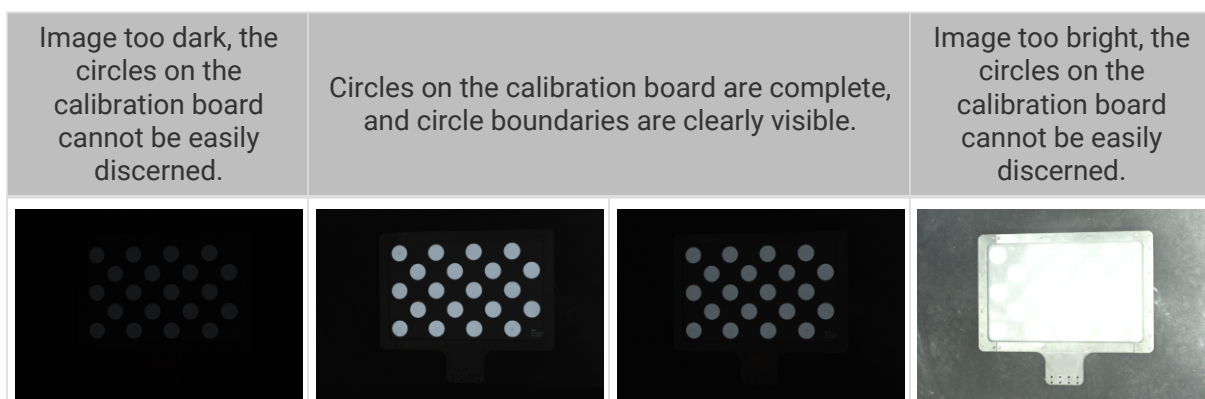 Image too dark, the
circles on the
calibration board
cannot be easily
discerned.
Circles on the calibration board are complete,
and circle boundaries are clearly visible.
Image too bright, the
circles on the
calibration board
cannot be easily
discerned.